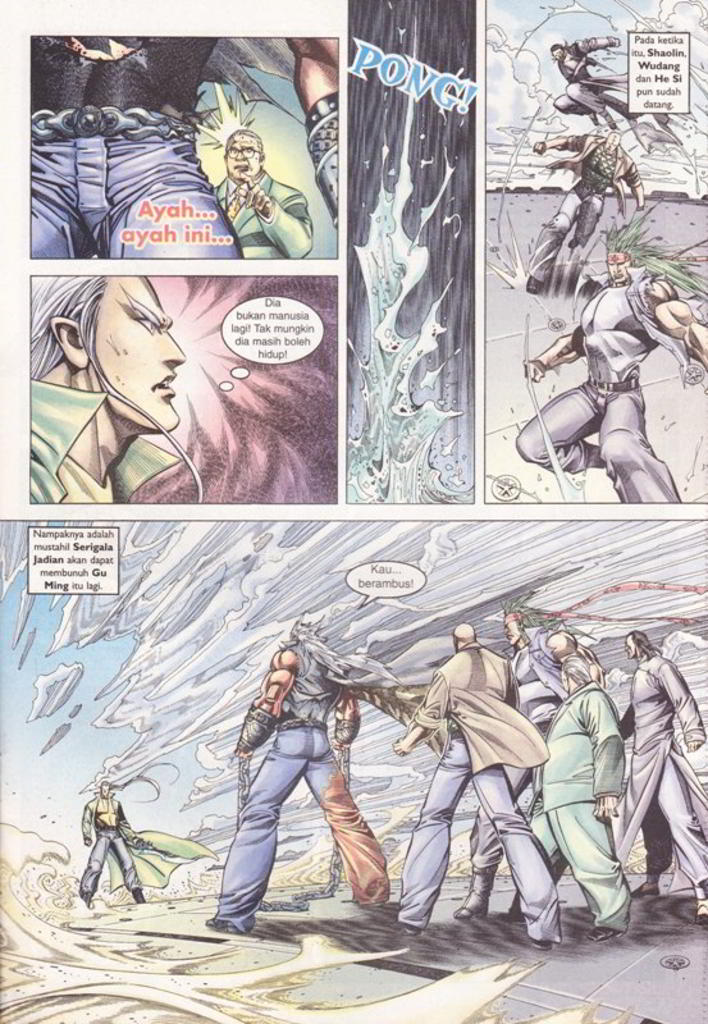 Ayah...
ayah ini...
PONG!
Pada ketika
itu, Shaolin,
Wudang
dan He Si
pun sudah
datang.
Dia
bukan manusia
lagi! Tak mungkin
dia masih boleh
hidup!
Nampaknya adalah
mustahil Serigala
Jadian akan dapat
membunuh Gu
Ming itu lagi.
Kau...
berambus!